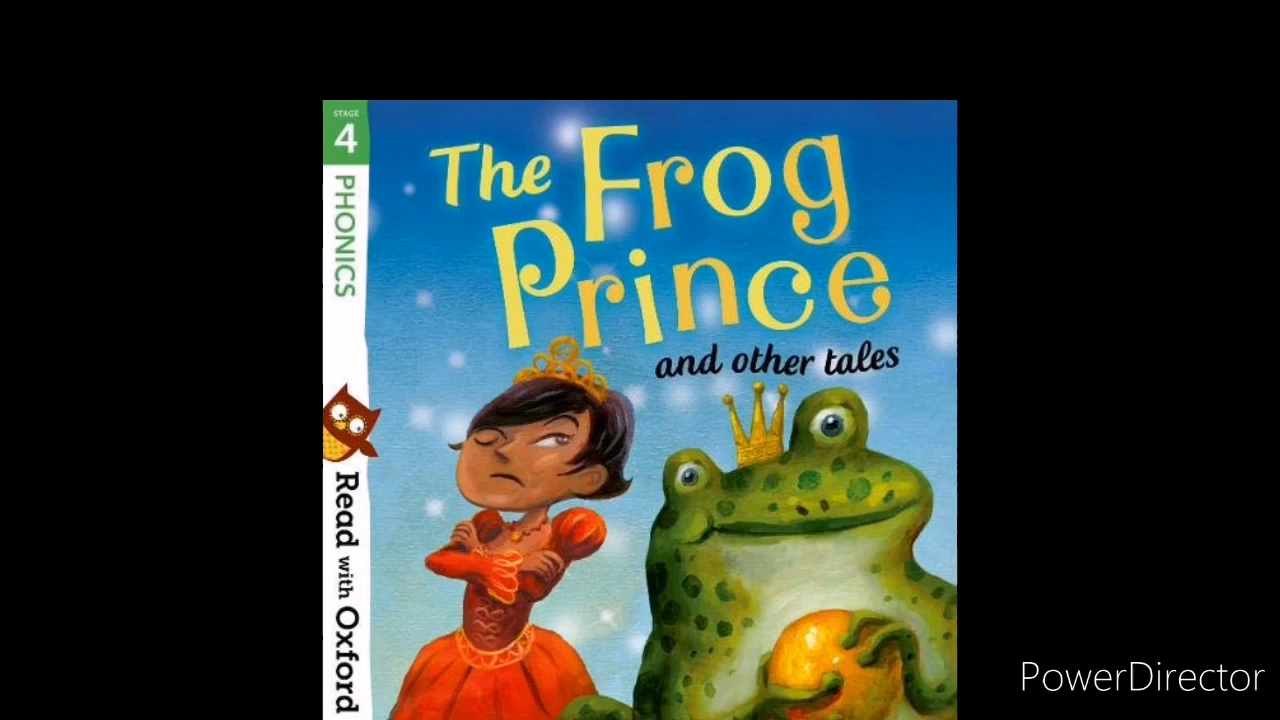 STAGE
4
PHONICS
Read with Oxford
The Frog
Prince
and other tales
PowerDirector